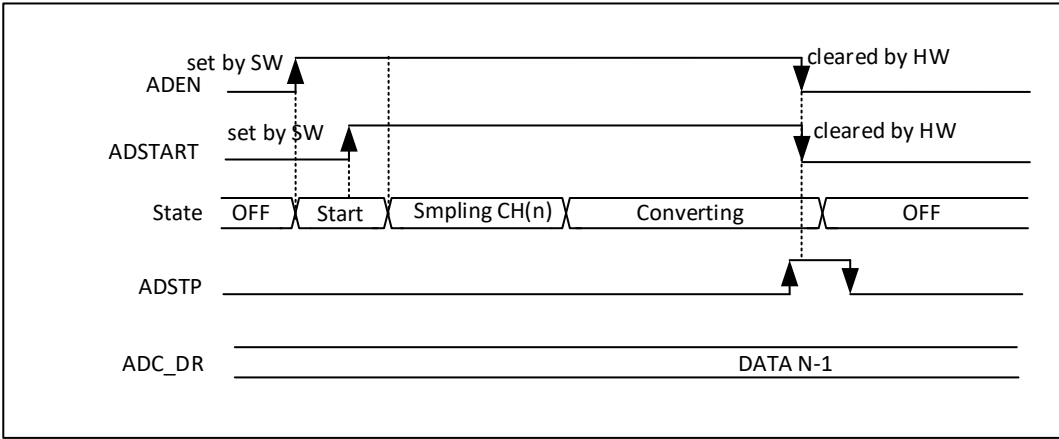 set by SW
cleared by HW
ADEN
set by SW
cleared by HW
ADSTART
State OFF Start Smpling CH(n) Converting OFF
ADSTP
ADC_DR DATA N-1